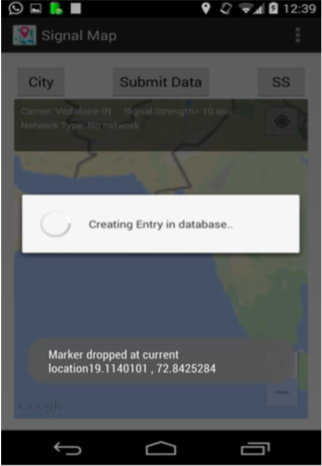 12:39
Signal Map
City Submit Data SS
Carrier: Vodafone IN Signal Strength= 10 asu
Network Type: No network
Creating Entry in database..
Marker dropped at current
location19.1140101 , 72.8425284
Google